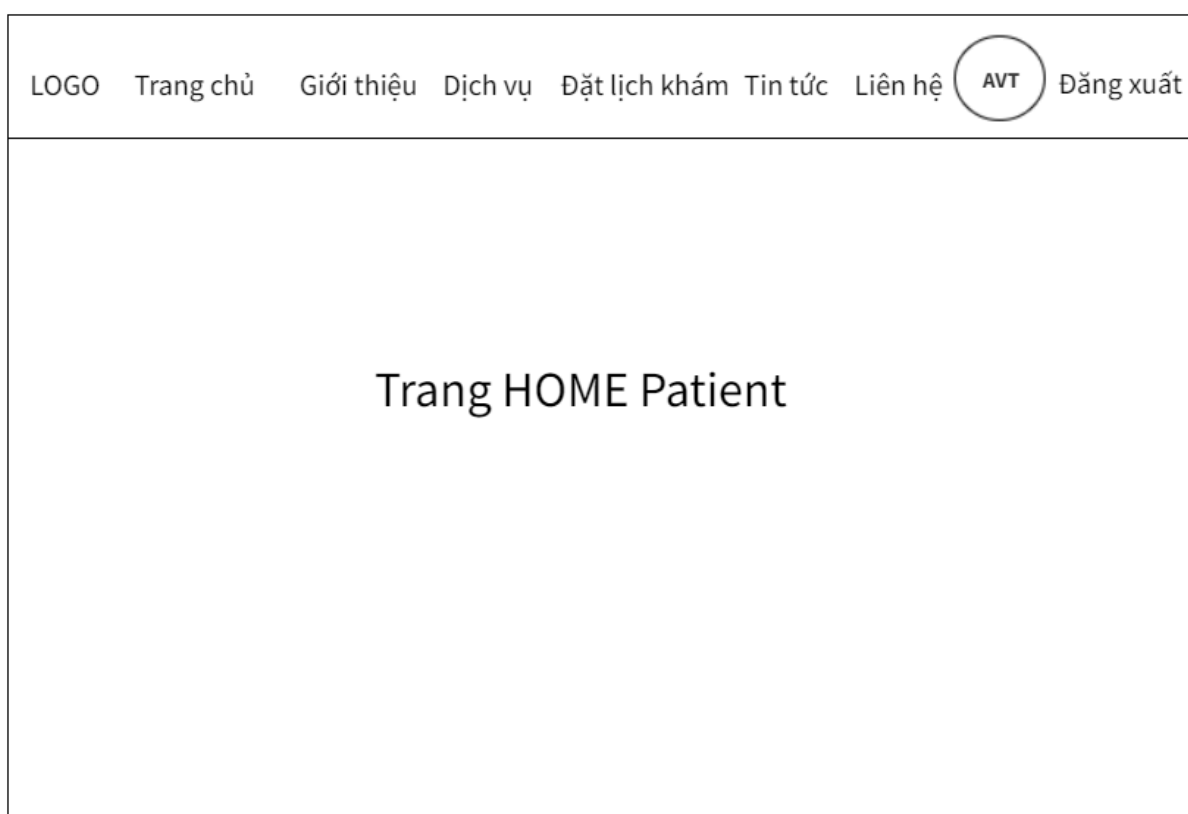 LOGO Trang chủ Giới thiệu Dịch vụ Đặt lịch khám Tin tức Liên hệ AVT Đăng xuất
Trang HOME Patient